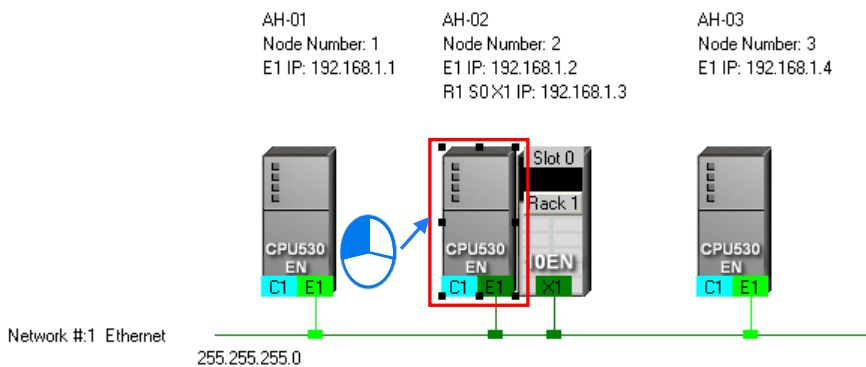 AH-01
Node Number: 1
E1 IP: 192.168.1.1
AH-02
Node Number: 2
E1 IP: 192.168.1.2
R1 S0 X1 IP: 192.168.1.3
AH-03
Node Number: 3
E1 IP: 192.168.1.4
CPU530
EN
C1 E1
CPU530
EN
C1 E1
Slot 0
Rack 1
10EN
X1
CPU530
EN
C1 E1
Network #:1 Ethernet
255.255.255.0